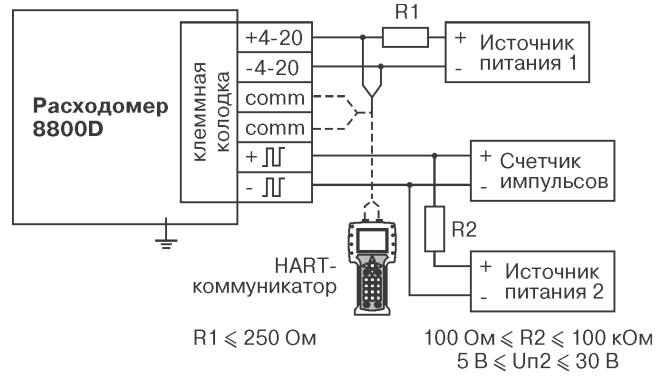 R1
+4-20
-4-20
comm
comm
+
-
клеммная
колодка
Расходомер
8800D
+
-
Источник
питания 1
+
-
Счетчик
импульсов
R2
+
-
Источник
питания 2
HART-
коммуникатор
R1 ⩽ 250 Ом
100 Ом ⩽ R2 ⩽ 100 кОм
5 В ⩽ Uп2 ⩽ 30 В